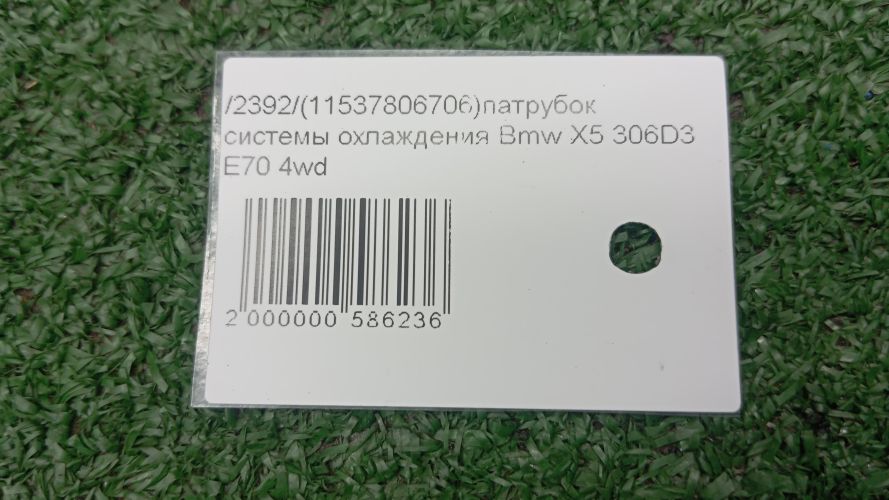 /2392/(11537806706)патрубок
системы охлаждения Bmw X5 306D3
E70 4wd
2 000000 586236